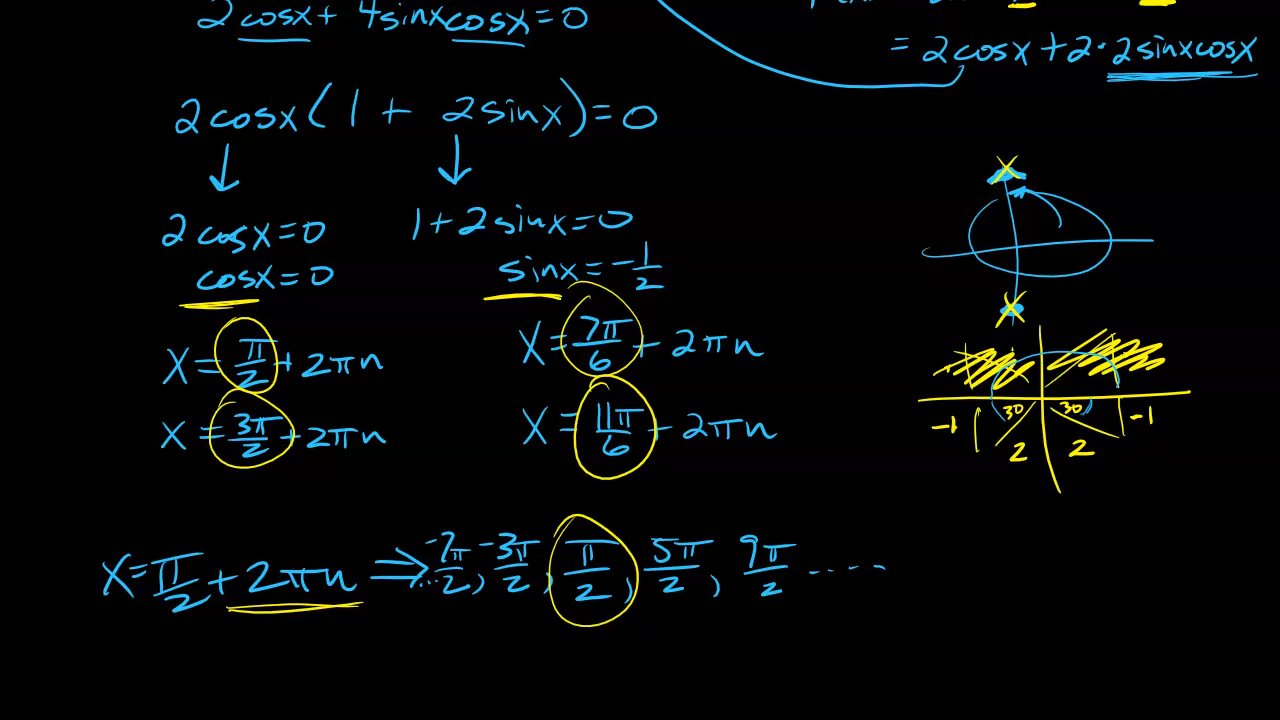 2cosx + 4sinxcosx = 0
= 2cosx + 2 · 2sinxcosx
2cosx(1 + 2sinx) = 0
2cosx = 0
1 + 2sinx = 0
cosx = 0
sinx = -1/2
x = π/2 + 2πn
x = 7π/6 + 2πn
x = 3π/2 + 2πn
x = 11π/6 + 2πn
30 30
-1 -1
2 2
x = π/2 + 2πn ⇒ ... -7π/2, -3π/2, π/2, 5π/2, 9π/2 ....